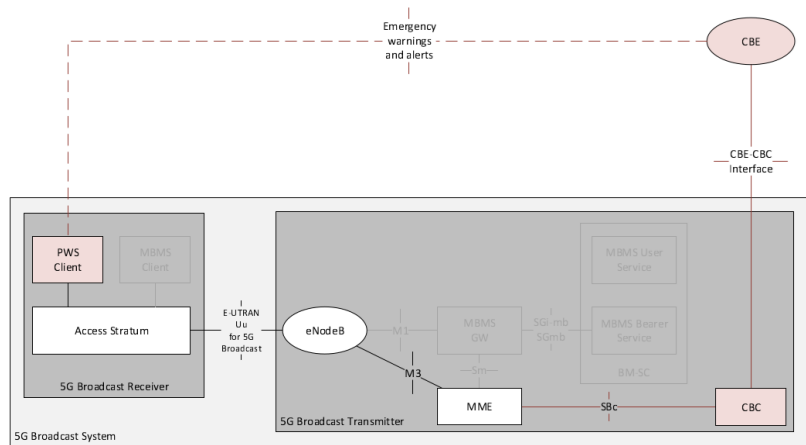 Emergency
warnings
and alerts
CBE
CBE-CBC
Interface
PWS
Client
MBMS
Client
MBMS User
Service
E-UTRAN
Uu
for 5G
Broadcast
Access Stratum
eNodeB
M1
MBMS
GW
SGi-mb
SGmb
MBMS Bearer
Service
M3
Sm
BM-SC
5G Broadcast Receiver
MME
SBc
CBC
5G Broadcast Transmitter
5G Broadcast System